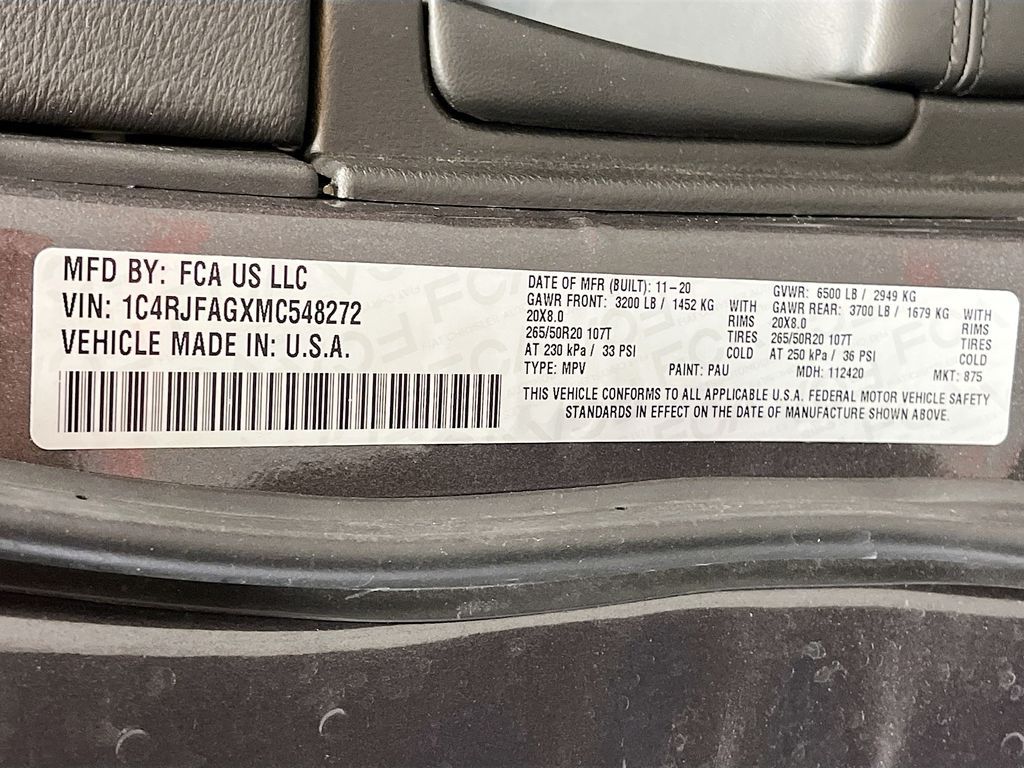 MFD BY: FCA US LLC
VIN: 1C4RJFAGXMC548272
VEHICLE MADE IN: U.S.A.
DATE OF MFR (BUILT): 11-20 GVWR: 6500 LB / 2949 KG
GAWR FRONT: 3200 LB / 1452 KG WITH GAWR REAR: 3700 LB / 1679 KG WITH
20X8.0 RIMS 20X8.0 RIMS
265/50R20 107T TIRES 265/50R20 107T TIRES
AT 230 kPa / 33 PSI COLD AT 250 kPa / 36 PSI COLD
TYPE: MPV PAINT: PAU MDH: 112420 MKT: 875
THIS VEHICLE CONFORMS TO ALL APPLICABLE U.S.A. FEDERAL MOTOR VEHICLE SAFETY
STANDARDS IN EFFECT ON THE DATE OF MANUFACTURE SHOWN ABOVE.